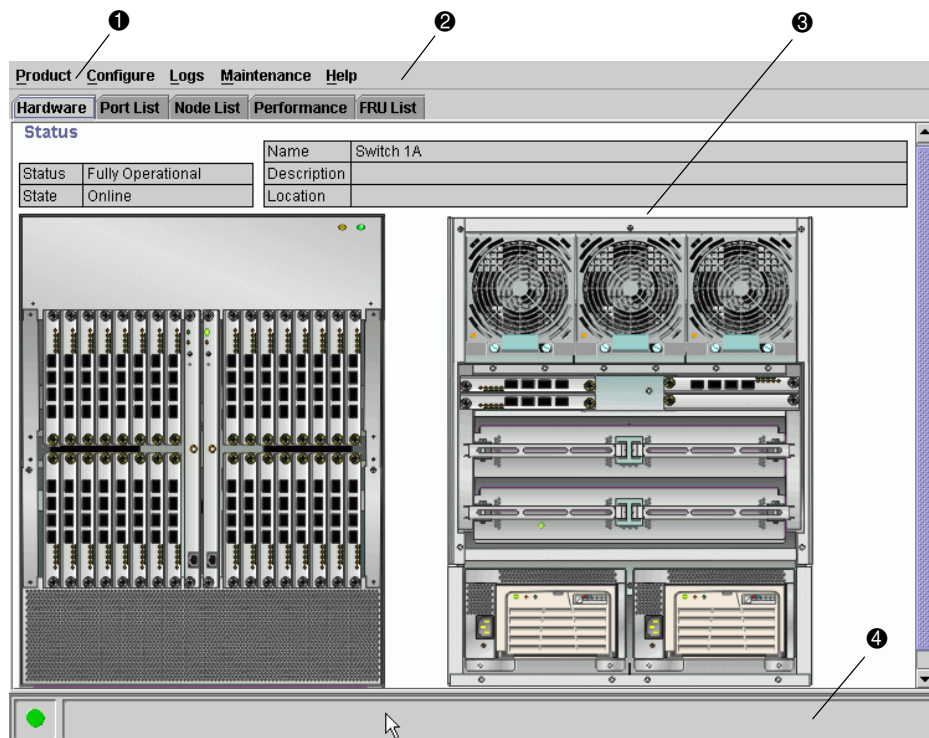 ❶ ❷ ❸
Product Configure Logs Maintenance Help
Hardware Port List Node List Performance FRU List
Status
Name Switch 1A
Status Fully Operational Description
State Online Location
❹